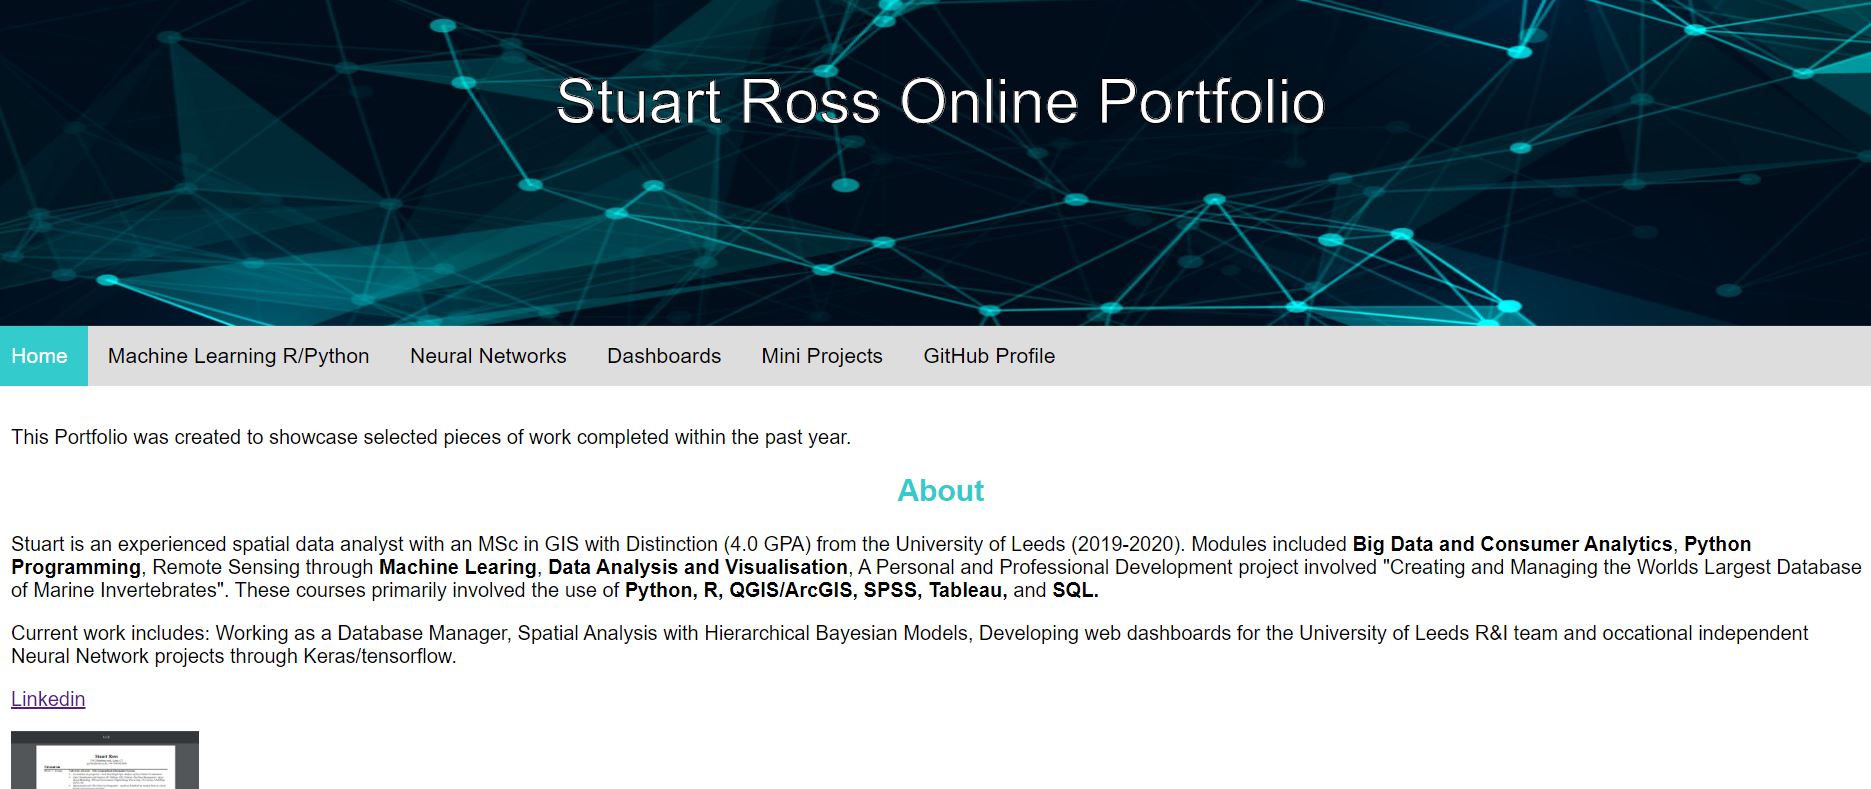 Stuart Ross Online Portfolio
Home
Machine Learning R/Python
Neural Networks
Dashboards
Mini Projects
GitHub Profile
This Portfolio was created to showcase selected pieces of work completed within the past year.
About
Stuart is an experienced spatial data analyst with an MSc in GIS with Distinction (4.0 GPA) from the University of Leeds (2019-2020). Modules included Big Data and Consumer Analytics, Python
Programming, Remote Sensing through Machine Learing, Data Analysis and Visualisation, A Personal and Professional Development project involved "Creating and Managing the Worlds Largest Database
of Marine Invertebrates". These courses primarily involved the use of Python, R, QGIS/ArcGIS, SPSS, Tableau, and SQL.
Current work includes: Working as a Database Manager, Spatial Analysis with Hierarchical Bayesian Models, Developing web dashboards for the University of Leeds R&I team and occational independent
Neural Network projects through Keras/tensorflow.
Linkedin
Stuart Ross